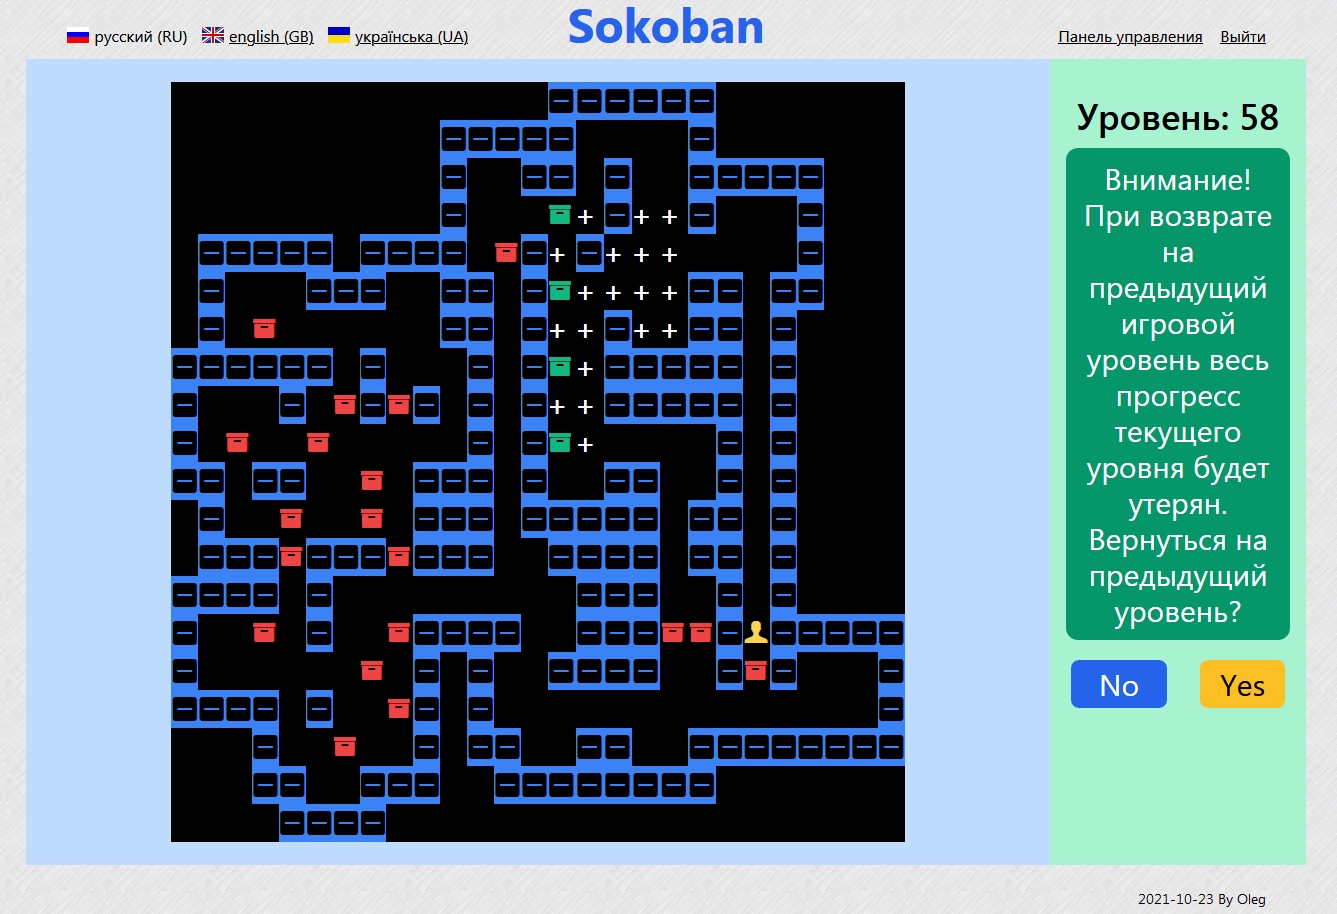 Sokoban
русский (RU) english (GB) українська (UA)
Панель управления Выйти
Уровень: 58
Внимание!
При возврате
на
предыдущий
игровой
уровень весь
прогресс
текущего
уровня будет
утерян.
Вернуться на
предыдущий
уровень?
No Yes
2021-10-23 By Oleg